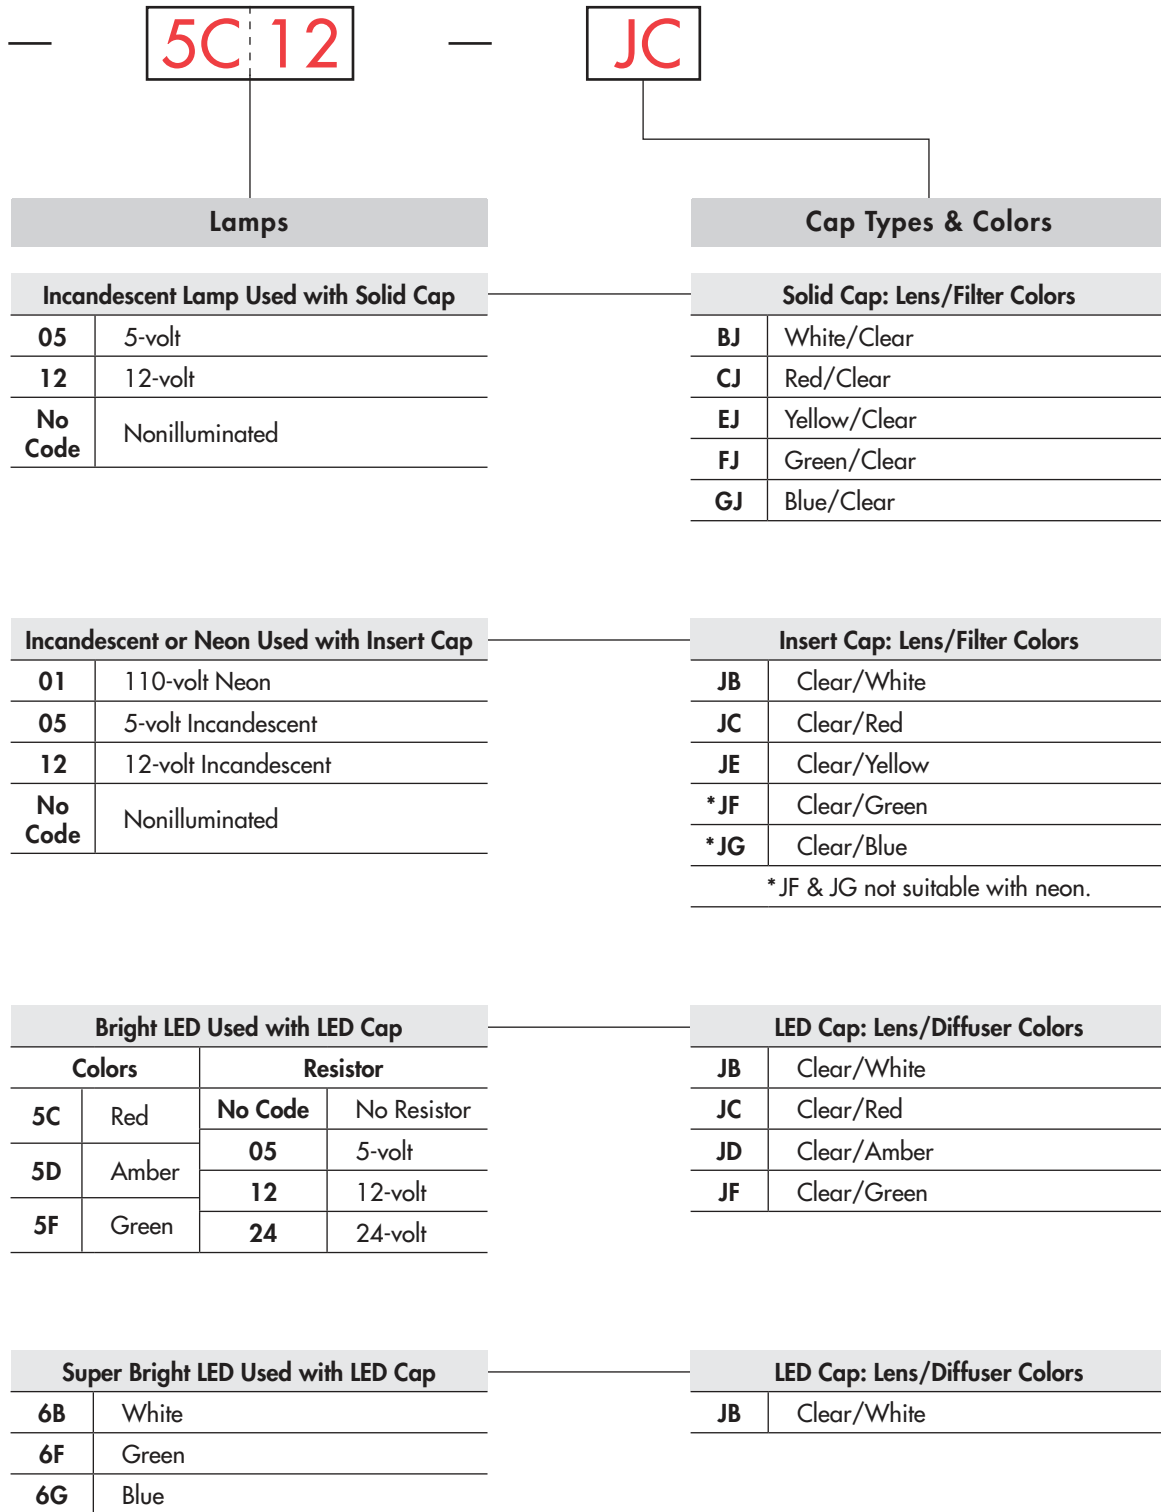 — 5C 12 — JC
Lamps
Cap Types & Colors
Incandescent Lamp Used with Solid Cap
05 5-volt
12 12-volt
No Code Nonilluminated
Solid Cap: Lens/Filter Colors
BJ White/Clear
CJ Red/Clear
EJ Yellow/Clear
FJ Green/Clear
GJ Blue/Clear
Incandescent or Neon Used with Insert Cap
01 110-volt Neon
05 5-volt Incandescent
12 12-volt Incandescent
No Code Nonilluminated
Insert Cap: Lens/Filter Colors
JB Clear/White
JC Clear/Red
JE Clear/Yellow
* JF Clear/Green
* JG Clear/Blue
* JF & JG not suitable with neon.
Bright LED Used with LED Cap
Colors Resistor
5C Red
5D Amber
5F Green
No Code No Resistor
05 5-volt
12 12-volt
24 24-volt
LED Cap: Lens/Diffuser Colors
JB Clear/White
JC Clear/Red
JD Clear/Amber
JF Clear/Green
Super Bright LED Used with LED Cap
6B White
6F Green
6G Blue
LED Cap: Lens/Diffuser Colors
JB Clear/White